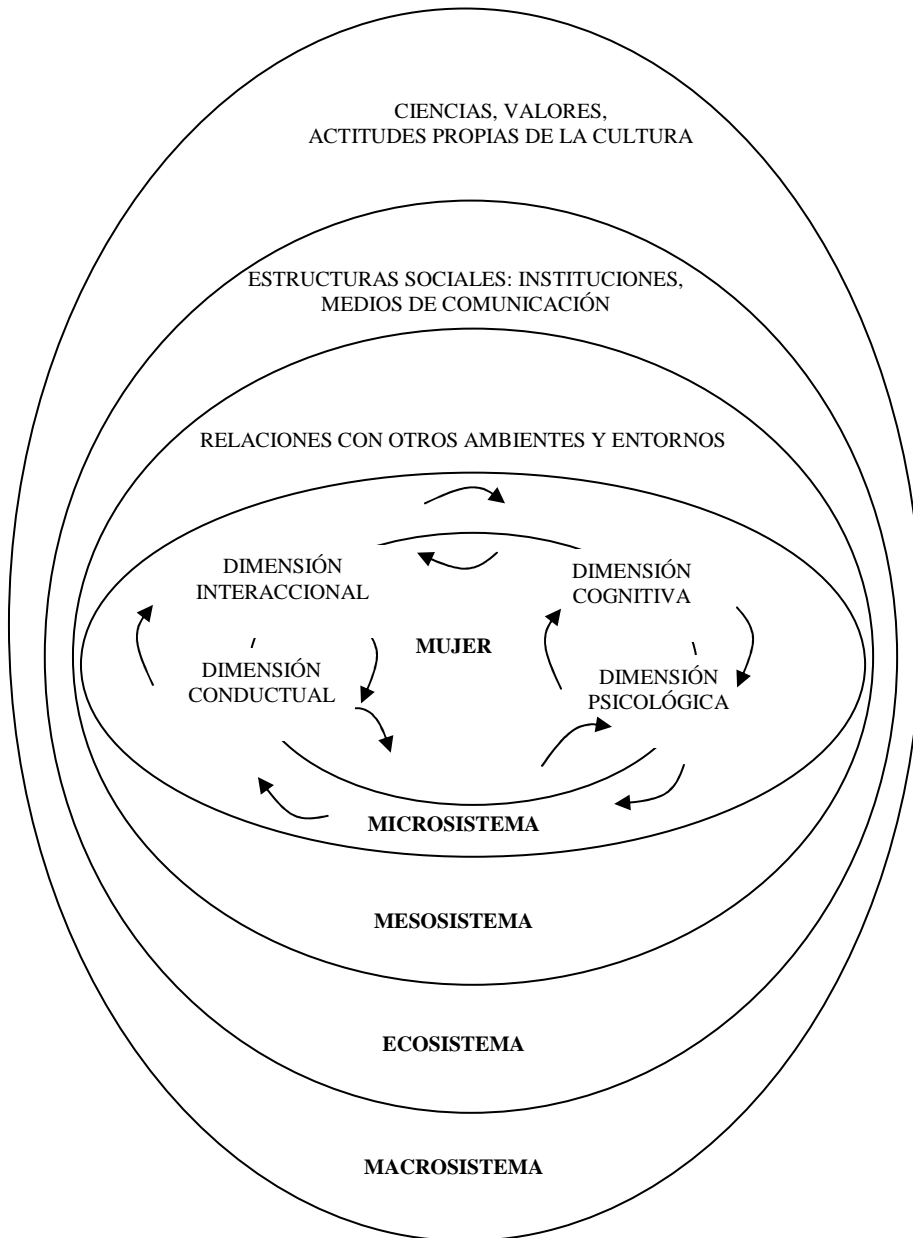 CIENCIAS, VALORES,
ACTITUDES PROPIAS DE LA CULTURA
ESTRUCTURAS SOCIALES: INSTITUCIONES,
MEDIOS DE COMUNICACIÓN
RELACIONES CON OTROS AMBIENTES Y ENTORNOS
DIMENSIÓN
INTERACCIONAL
DIMENSIÓN
COGNITIVA
MUJER
DIMENSIÓN
CONDUCTUAL
DIMENSIÓN
PSICOLÓGICA
MICROSISTEMA
MESOSISTEMA
ECOSISTEMA
MACROSISTEMA